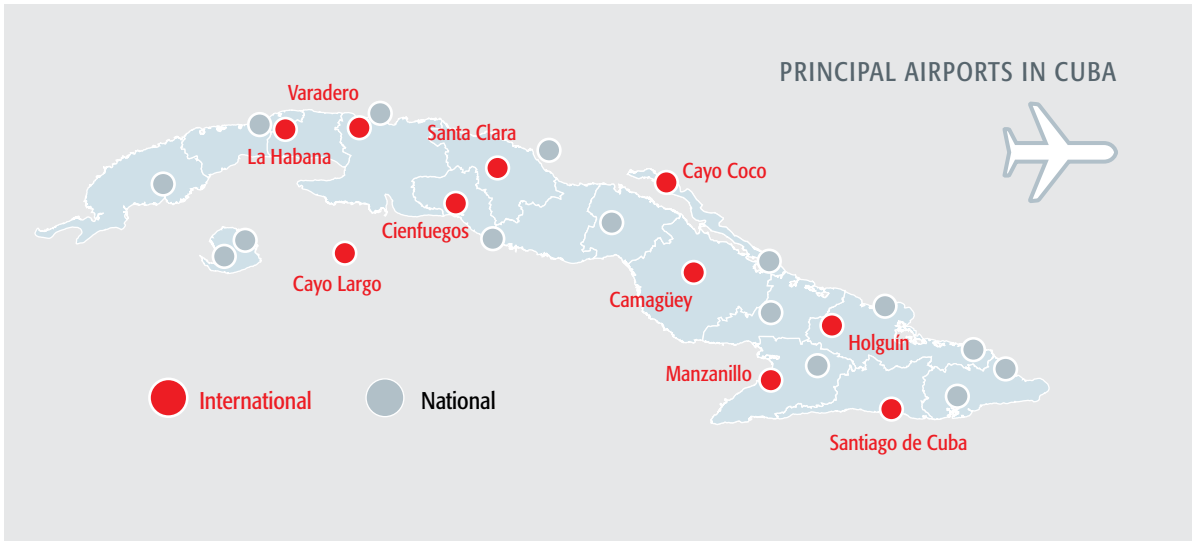 PRINCIPAL AIRPORTS IN CUBA
Varadero
Santa Clara
La Habana
Cayo Coco
Cienfuegos
Cayo Largo
Camagüey
Holguín
Manzanillo
International
National
Santiago de Cuba